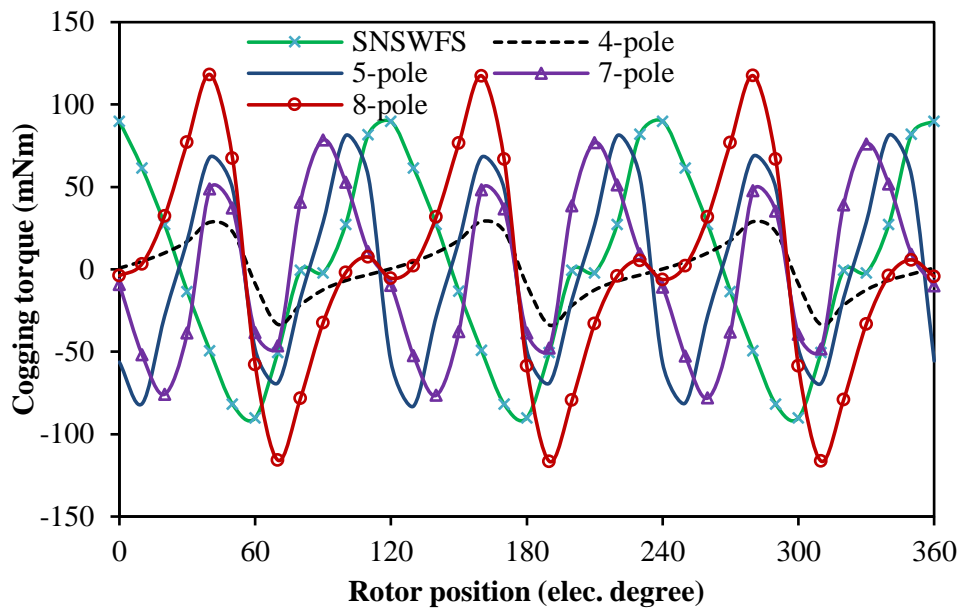 150
100
50
0
-50
-100
-150
Cogging torque (mNm)
SNSWFS
4-pole
5-pole
7-pole
8-pole
0
60
120
180
240
300
360
Rotor position (elec. degree)